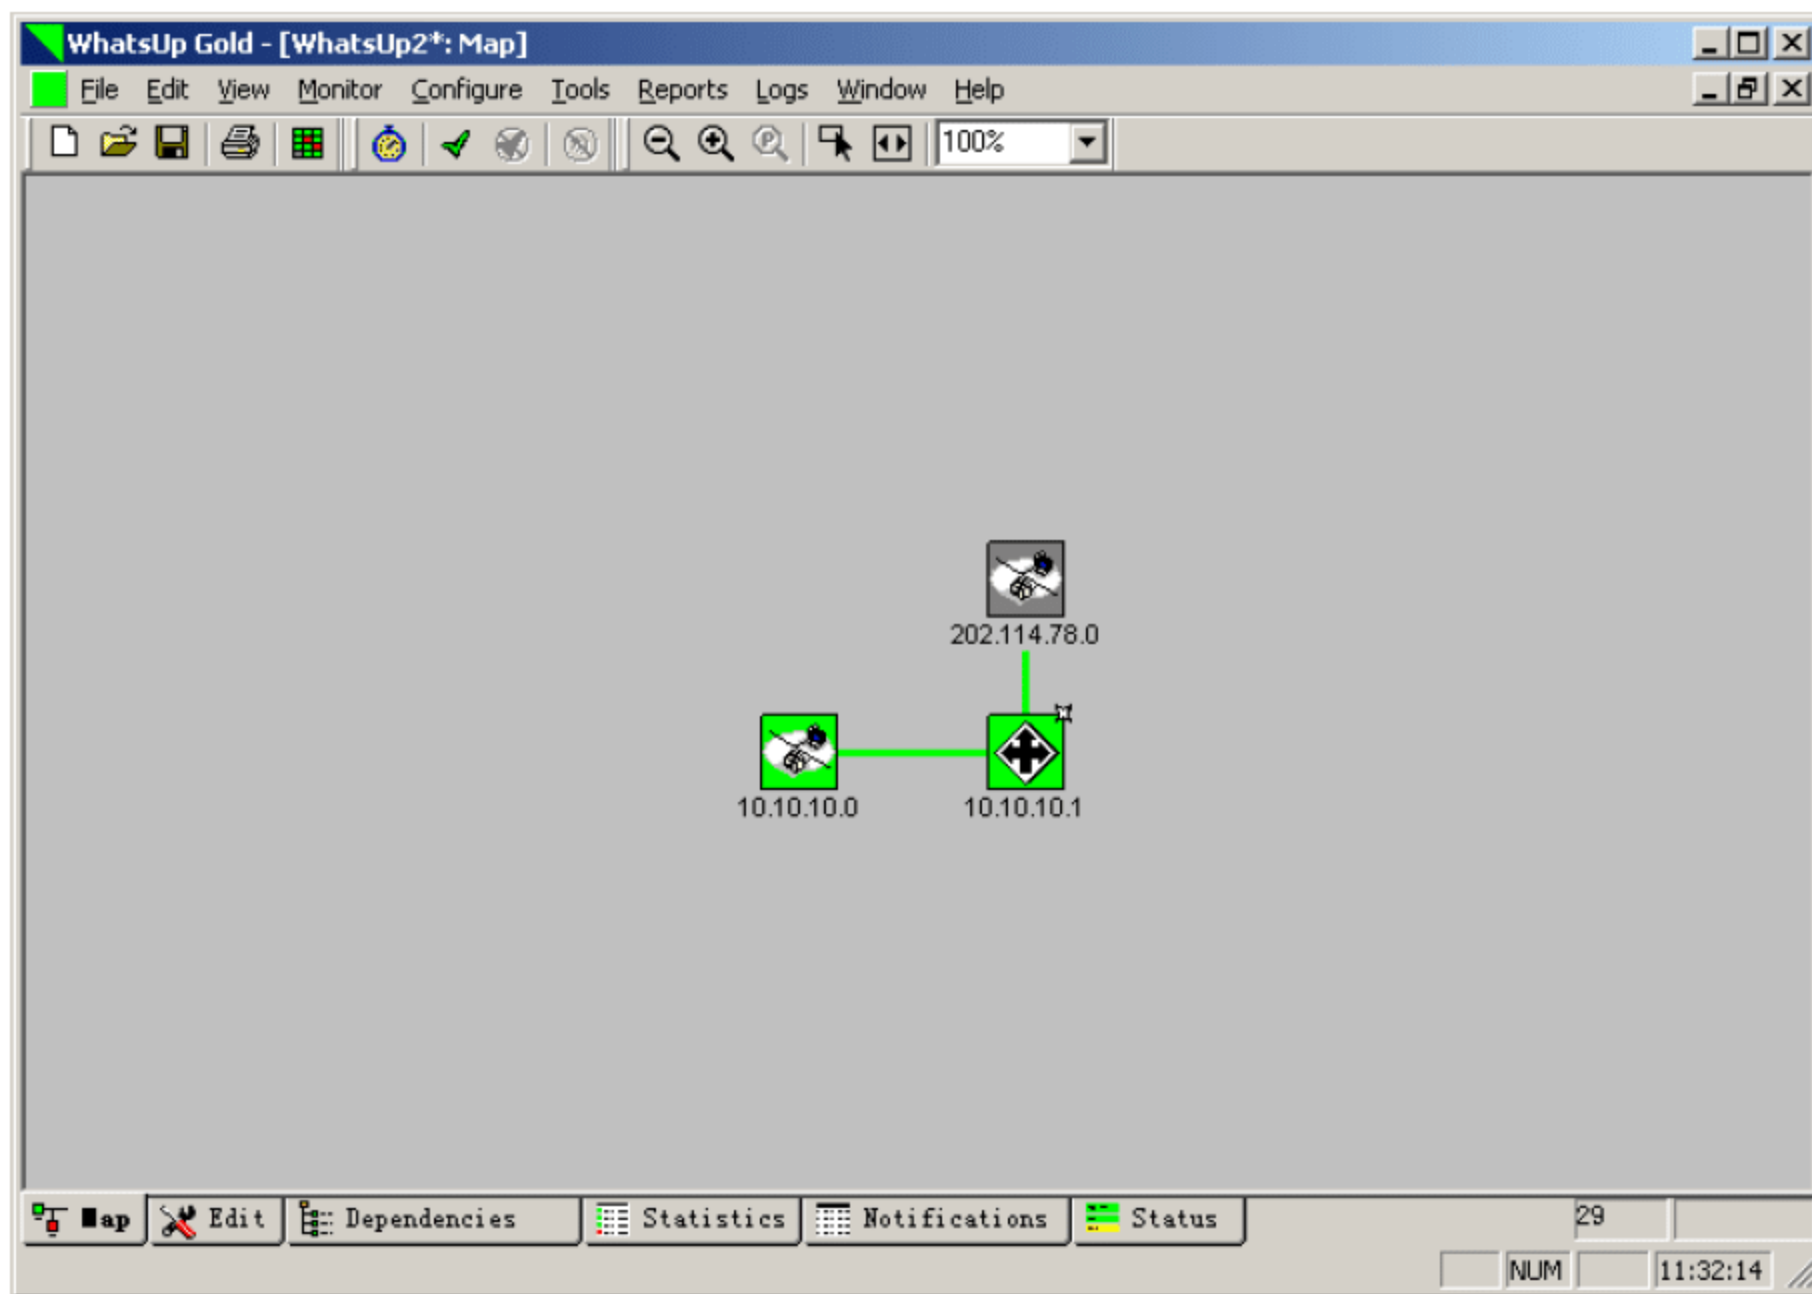 WhatsUp Gold - [WhatsUp2*: Map]
File Edit View Monitor Configure Tools Reports Logs Window Help
100%
202.114.78.0
10.10.10.0 10.10.10.1
Map Edit Dependencies Statistics Notifications Status 29
NUM 11:32:14